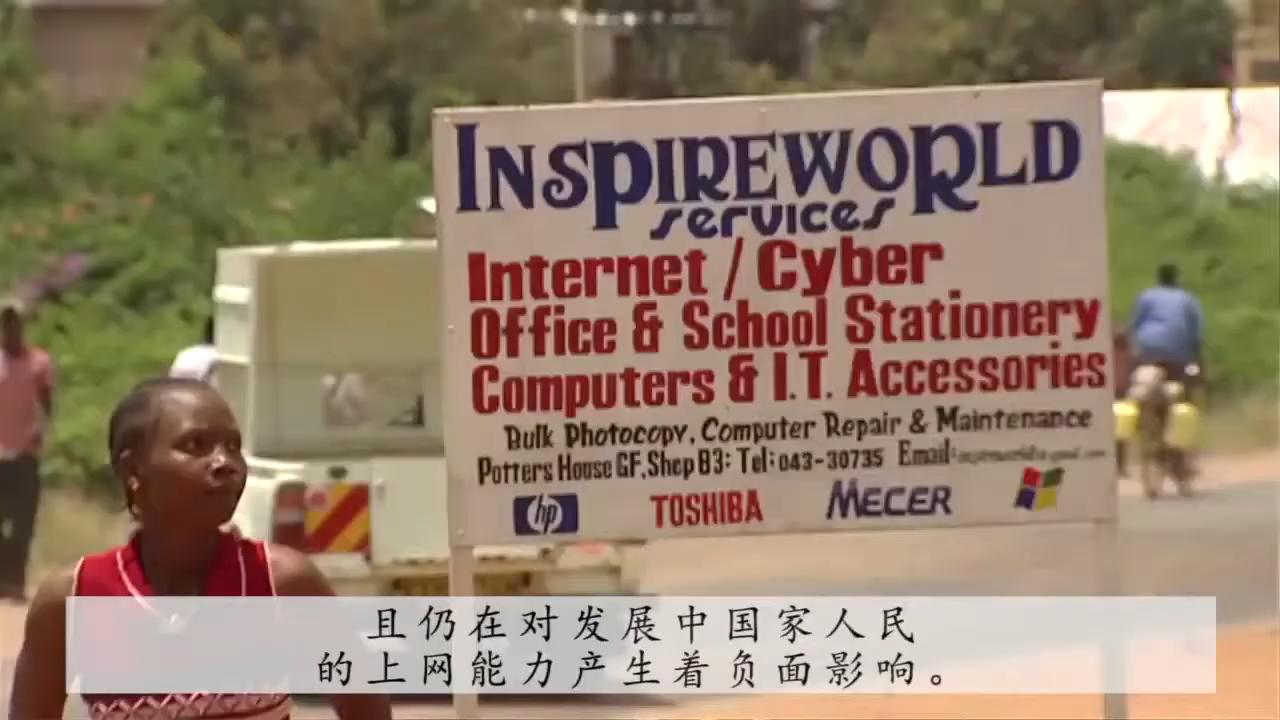 INSPIREWORLD
services
Internet / Cyber
Office & School Stationery
Computers & I.T. Accessories
Bulk Photocopy, Computer Repair & Maintenance
Potters House GF, Shop B3: Tel: 043-30735 Email:
hp TOSHIBA MECER
且仍在对发展中国家人民
的上网能力产生着负面影响。